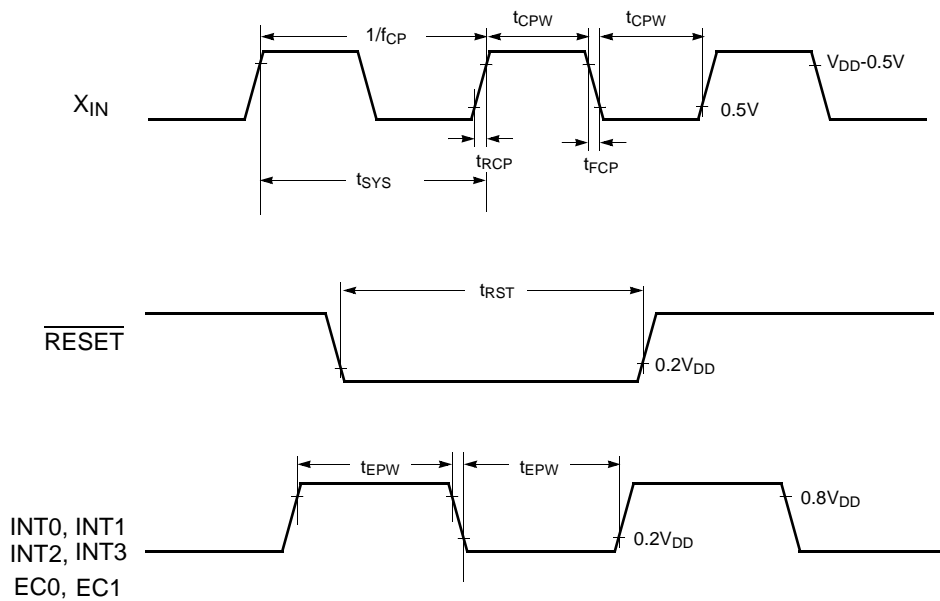 1/fCP
tCPW
tCPW
VDD-0.5V
XIN
0.5V
tRCP
tFCP
tSYS
tRST
RESET
0.2VDD
tEPW
tEPW
0.8VDD
INT0, INT1
0.2VDD
INT2, INT3
EC0, EC1